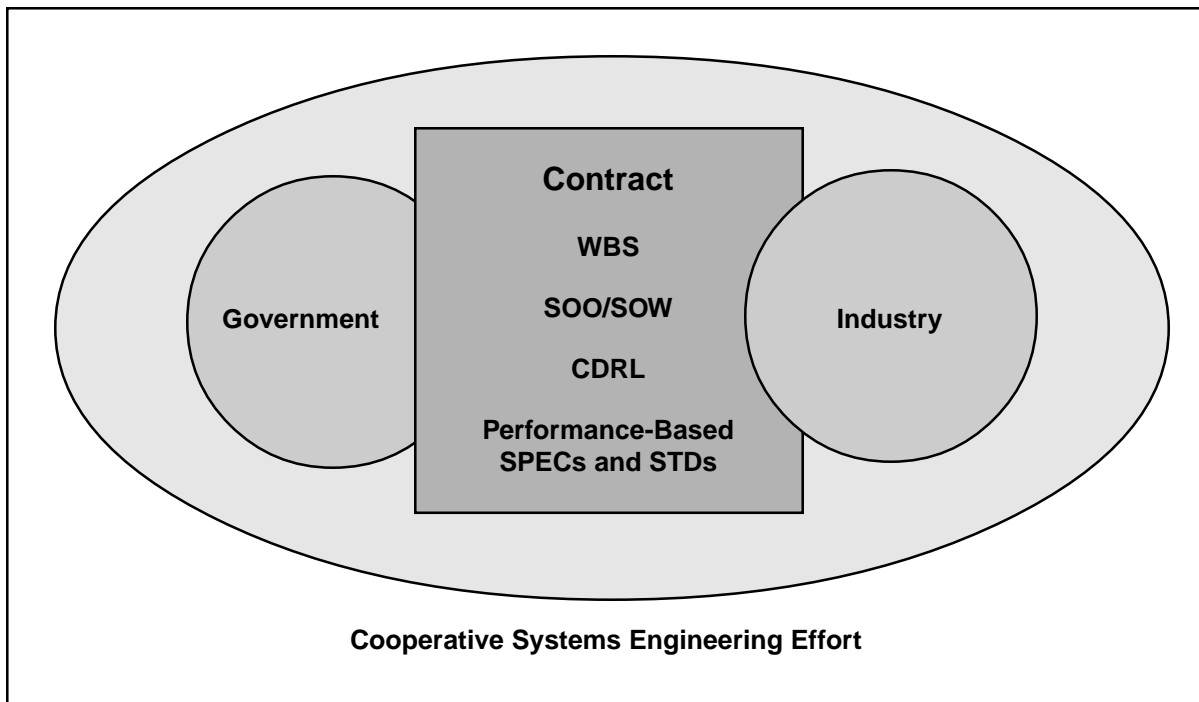 Contract
WBS
SOO/SOW
CDRL
Performance-Based
SPECs and STDs
Government
Industry
Cooperative Systems Engineering Effort